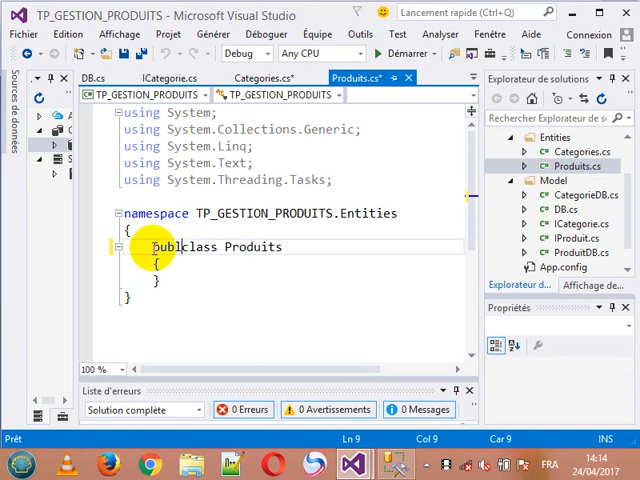 TP_GESTION_PRODUITS - Microsoft Visual Studio
Lancement rapide (Ctrl+Q)
Fichier Edition Affichage Projet Générer Déboguer Équipe Outils Test Analyser Fenêtre Aide Connexion
Debug Any CPU Démarrer
Sources de données
DB.cs ICategorie.cs Categories.cs* Produits.cs*
TP_GESTION_PRODUITS TP_GESTION_PRODUITS
using System;
using System.Collections.Generic;
using System.Linq;
using System.Text;
using System.Threading.Tasks;
namespace TP_GESTION_PRODUITS.Entities
{
publclass Produits
{
}
}
100 %
Explorateur de solutions
Rechercher Explorateur de
Entities
Categories.cs
Produits.cs
Model
CategorieDB.cs
DB.cs
ICategorie.cs
IProduit.cs
ProduitDB.cs
App.config
Explorateur d... Affichage de...
Propriétés
Liste d'erreurs
Solution complète 0 Erreurs 0 Avertissements 0 Messages
Prêt Ln 9 Col 9 Car 9 INS
FR 14:14
24/04/2017